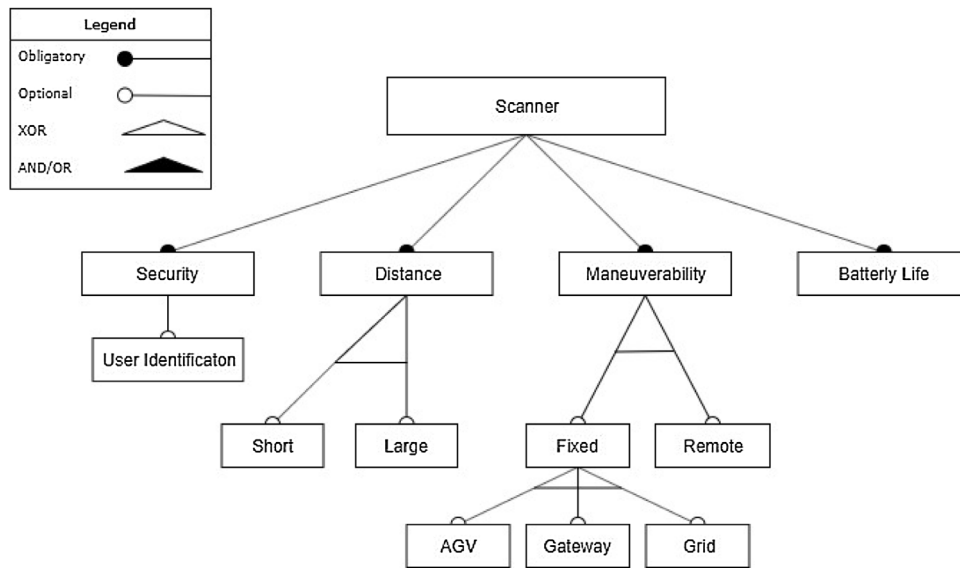 Legend
Obligatory
Optional
XOR
AND/OR
Scanner
Security
Distance
Maneuverability
Batterly Life
User Identificaton
Short
Large
Fixed
Remote
AGV
Gateway
Grid